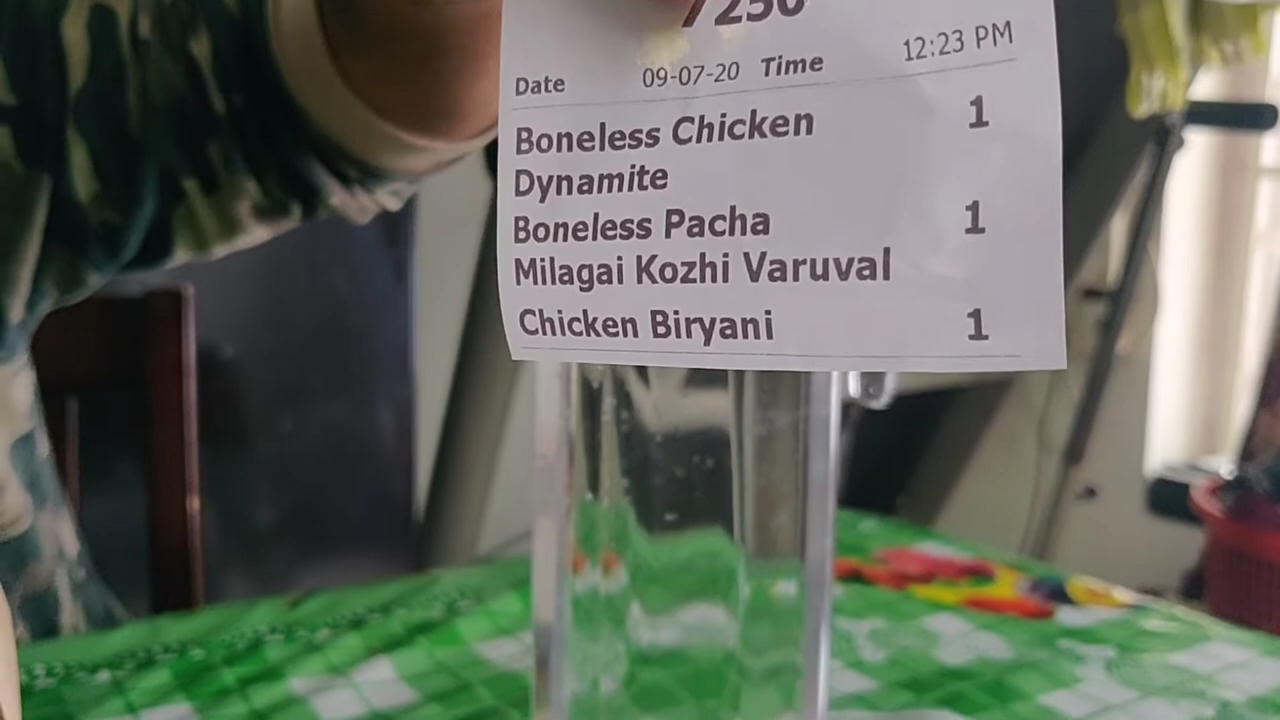 7250
Date 09-07-20 Time 12:23 PM
Boneless Chicken 1
Dynamite
Boneless Pacha 1
Milagai Kozhi Varuval
Chicken Biryani 1